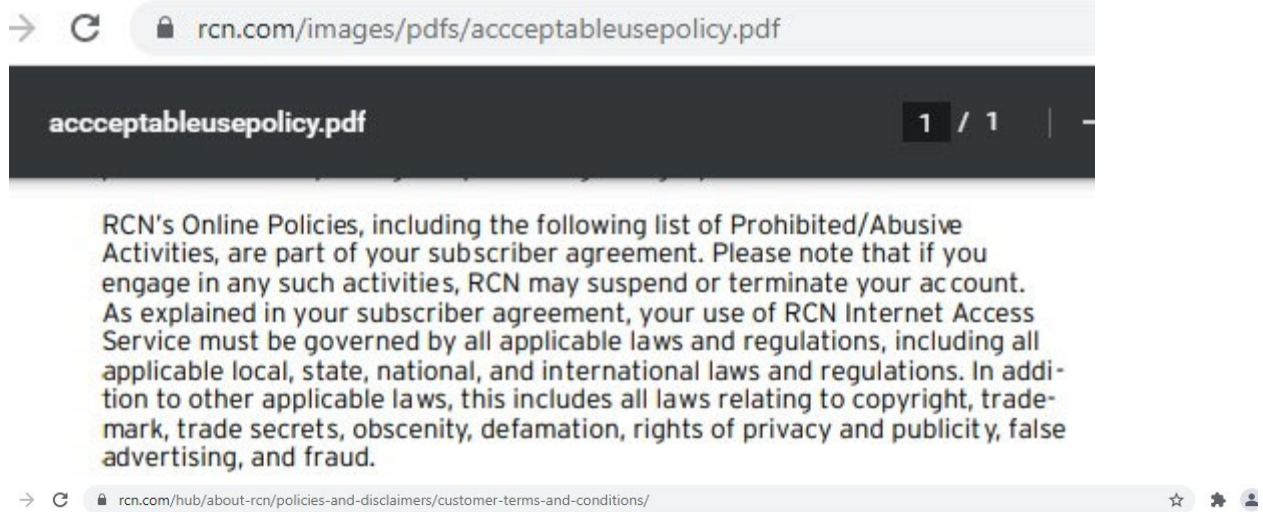 rcn.com/images/pdfs/accceptableusepolicy.pdf
accceptableusepolicy.pdf 1 / 1
RCN's Online Policies, including the following list of Prohibited/Abusive
Activities, are part of your subscriber agreement. Please note that if you
engage in any such activities, RCN may suspend or terminate your account.
As explained in your subscriber agreement, your use of RCN Internet Access
Service must be governed by all applicable laws and regulations, including all
applicable local, state, national, and international laws and regulations. In addi-
tion to other applicable laws, this includes all laws relating to copyright, trade-
mark, trade secrets, obscenity, defamation, rights of privacy and publicity, false
advertising, and fraud.
rcn.com/hub/about-rcn/policies-and-disclaimers/customer-terms-and-conditions/